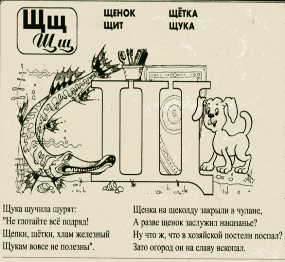 Щщ
Щщ
ЩЕНОК
ЩЁТКА
ЩИТ
ЩУКА
Щука щучила щурят:
"Не глотайте всё подряд!
Щепки, щётки, хлам железный
Щукам вовсе не полезны".
Щенка на щеколду закрыли в чулане,
А разве щенок заслужил наказанье?
Ну что ж, что в хозяйской постели поспал?
Зато огород он на славу вскопал.